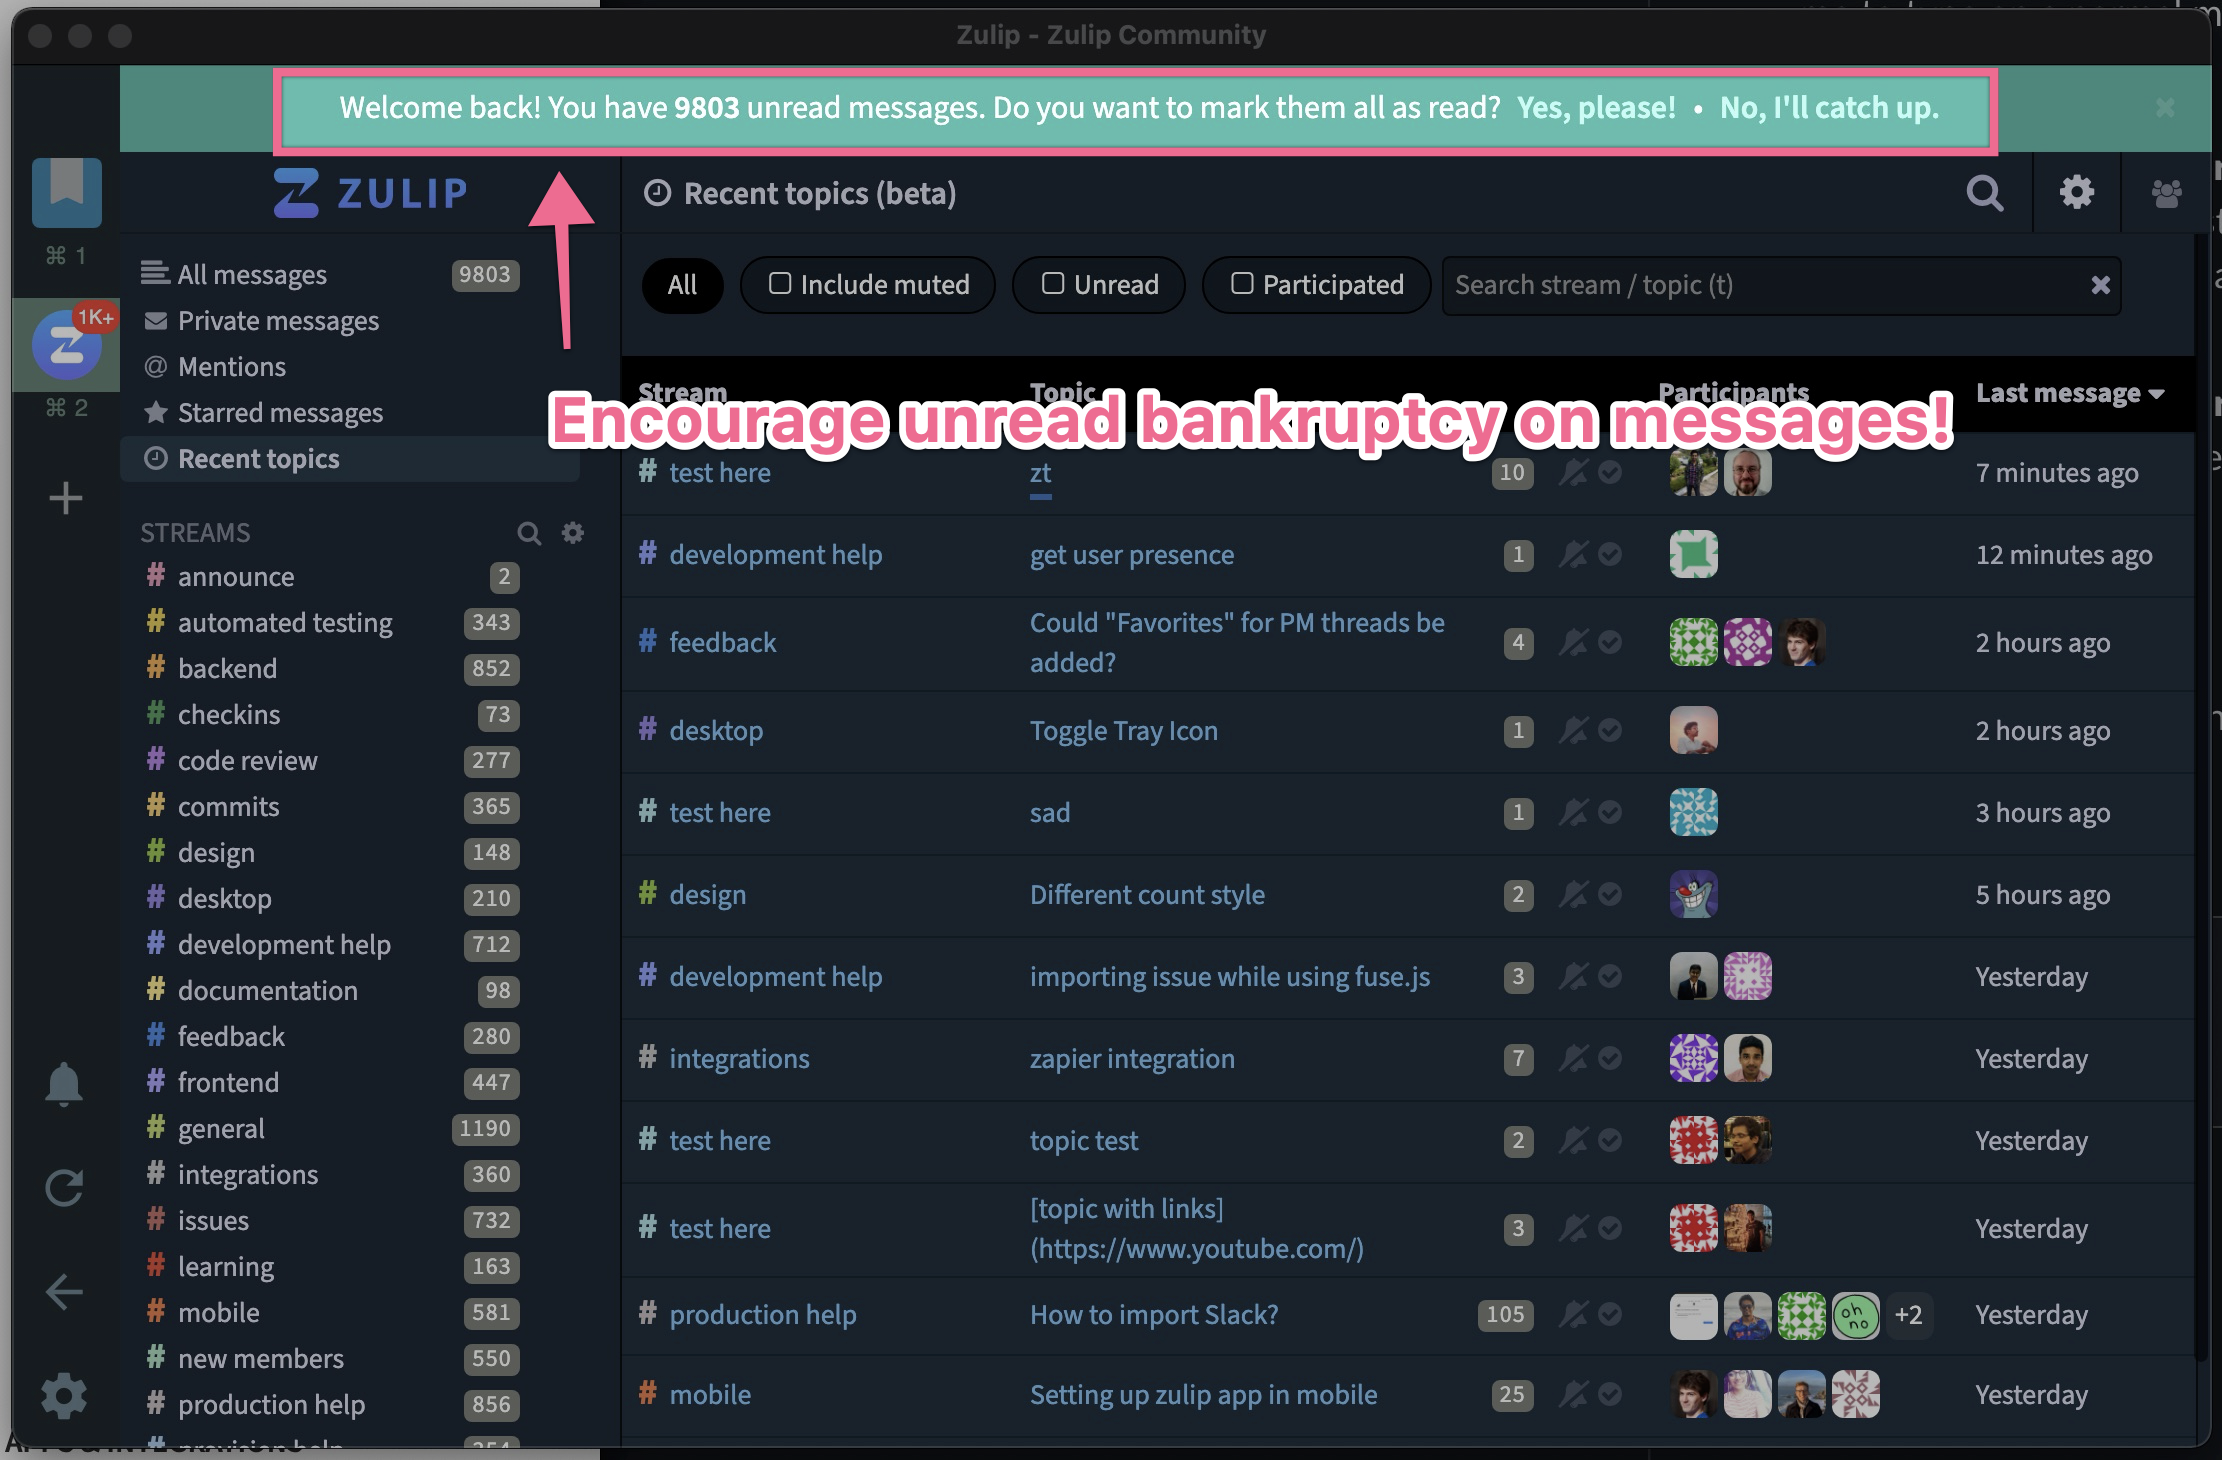 Zulip - Zulip Community
Welcome back! You have 9803 unread messages. Do you want to mark them all as read? Yes, please! • No, I'll catch up.
ZULIP
Recent topics (beta)
⌘ 1
1K+
⌘ 2
All messages 9803
Private messages
Mentions
Starred messages
Recent topics
STREAMS
# announce 2
# automated testing 343
# backend 852
# checkins 73
# code review 277
# commits 365
# design 148
# desktop 210
# development help 712
# documentation 98
# feedback 280
# frontend 447
# general 1190
# integrations 360
# issues 732
# learning 163
# mobile 581
# new members 550
# production help 856
All Include muted Unread Participated Search stream / topic (t)
Stream Topic Participants Last message
Encourage unread bankruptcy on messages!
# test here zt 10 7 minutes ago
# development help get user presence 1 12 minutes ago
# feedback Could "Favorites" for PM threads be
added? 4 2 hours ago
# desktop Toggle Tray Icon 1 2 hours ago
# test here sad 1 3 hours ago
# design Different count style 2 5 hours ago
# development help importing issue while using fuse.js 3 Yesterday
# integrations zapier integration 7 Yesterday
# test here topic test 2 Yesterday
# test here [topic with links]
(https://www.youtube.com/) 3 Yesterday
# production help How to import Slack? 105 oh no +2 Yesterday
# mobile Setting up zulip app in mobile 25 Yesterday